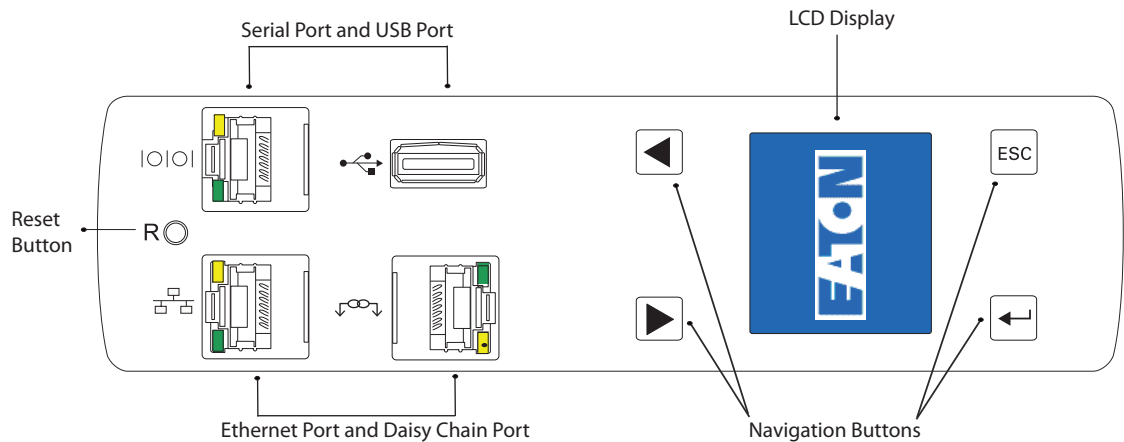 Serial Port and USB Port
LCD Display
|O|O|
ESC
EATON
Reset
Button
R
Ethernet Port and Daisy Chain Port
Navigation Buttons